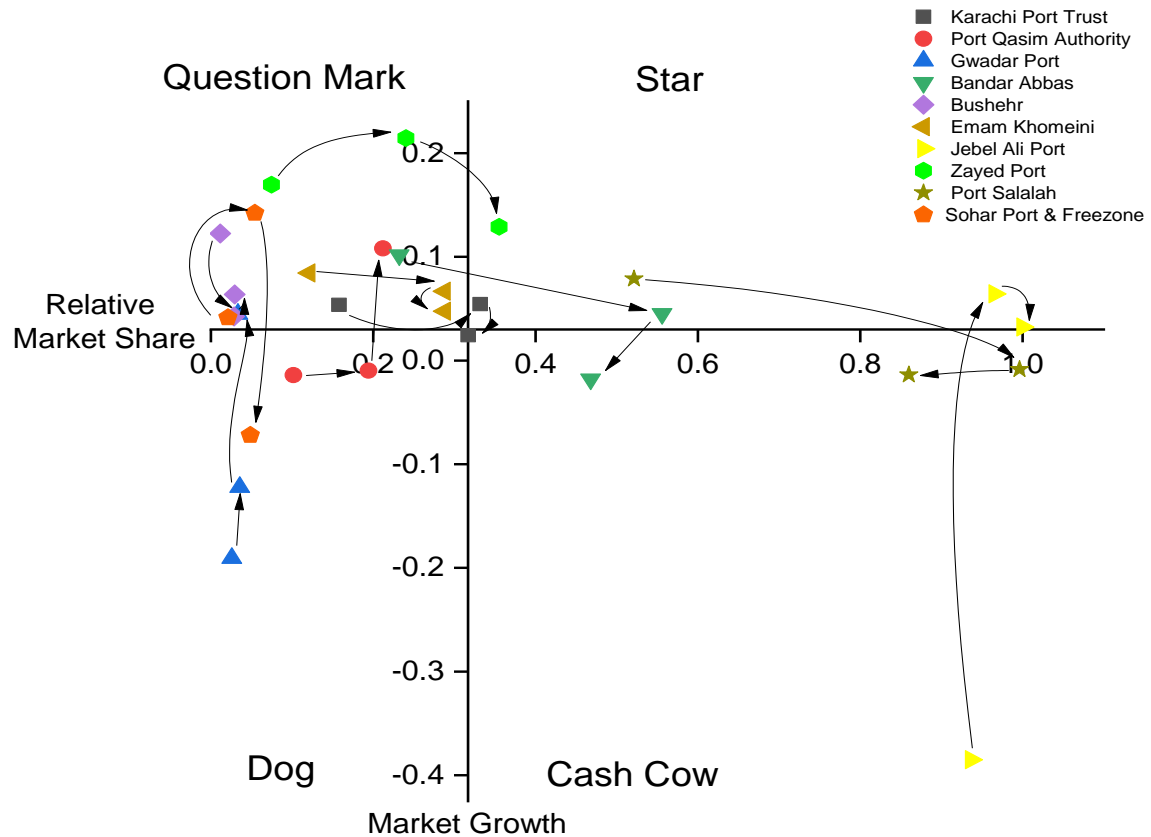 Karachi Port Trust
Port Qasim Authority
Gwadar Port
Bandar Abbas
Bushehr
Emam Khomeini
Jebel Ali Port
Zayed Port
Port Salalah
Sohar Port & Freezone
Question Mark
Star
0.2
0.1
Relative
Market Share
0.0
0.2
0.0
0.4
0.6
0.8
1.0
-0.1
-0.2
-0.3
-0.4
Dog
Cash Cow
Market Growth